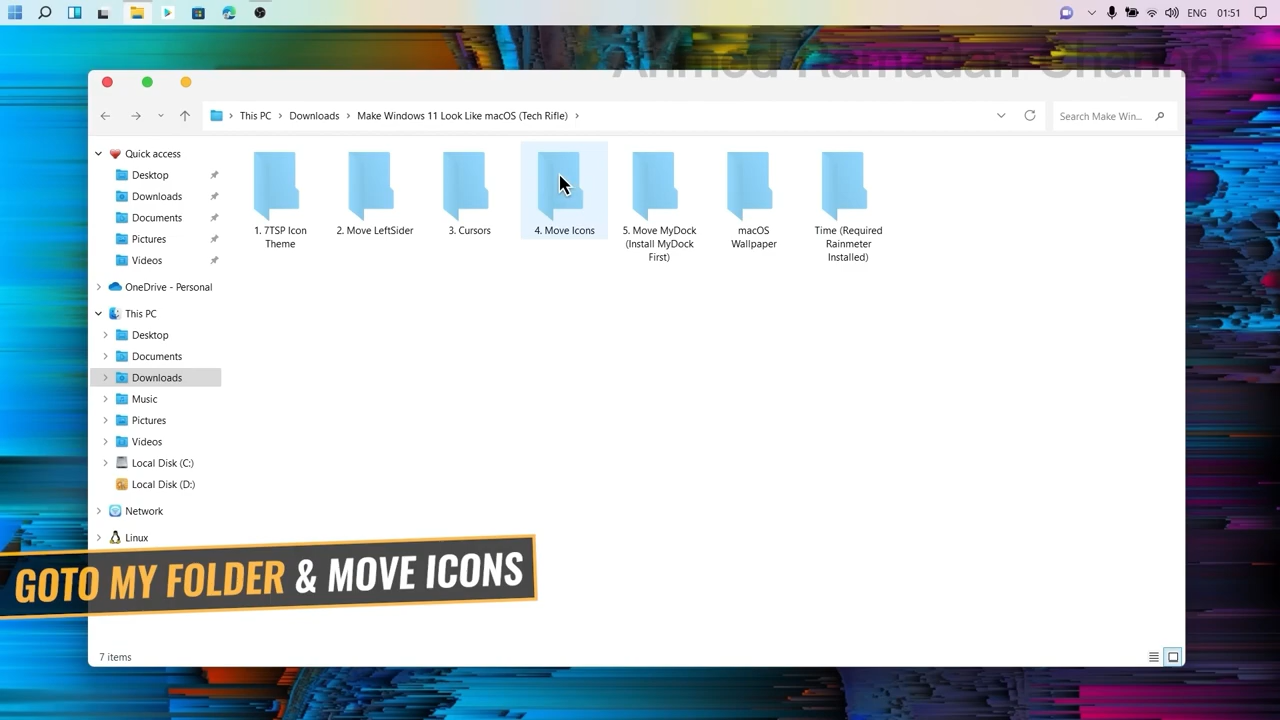 ENG 01:51
Ahmed Ramadan Channel
This PC Downloads Make Windows 11 Look Like macOS (Tech Rifle)
Search Make Win...
Quick access
Desktop
Downloads
Documents
Pictures
Videos
OneDrive - Personal
This PC
Desktop
Documents
Downloads
Music
Pictures
Videos
Local Disk (C:)
Local Disk (D:)
Network
Linux
1. 7TSP Icon
Theme
2. Move LeftSider
3. Cursors
4. Move Icons
5. Move MyDock
(Install MyDock
First)
macOS
Wallpaper
Time (Required
Rainmeter
Installed)
GOTO MY FOLDER & MOVE ICONS
7 items